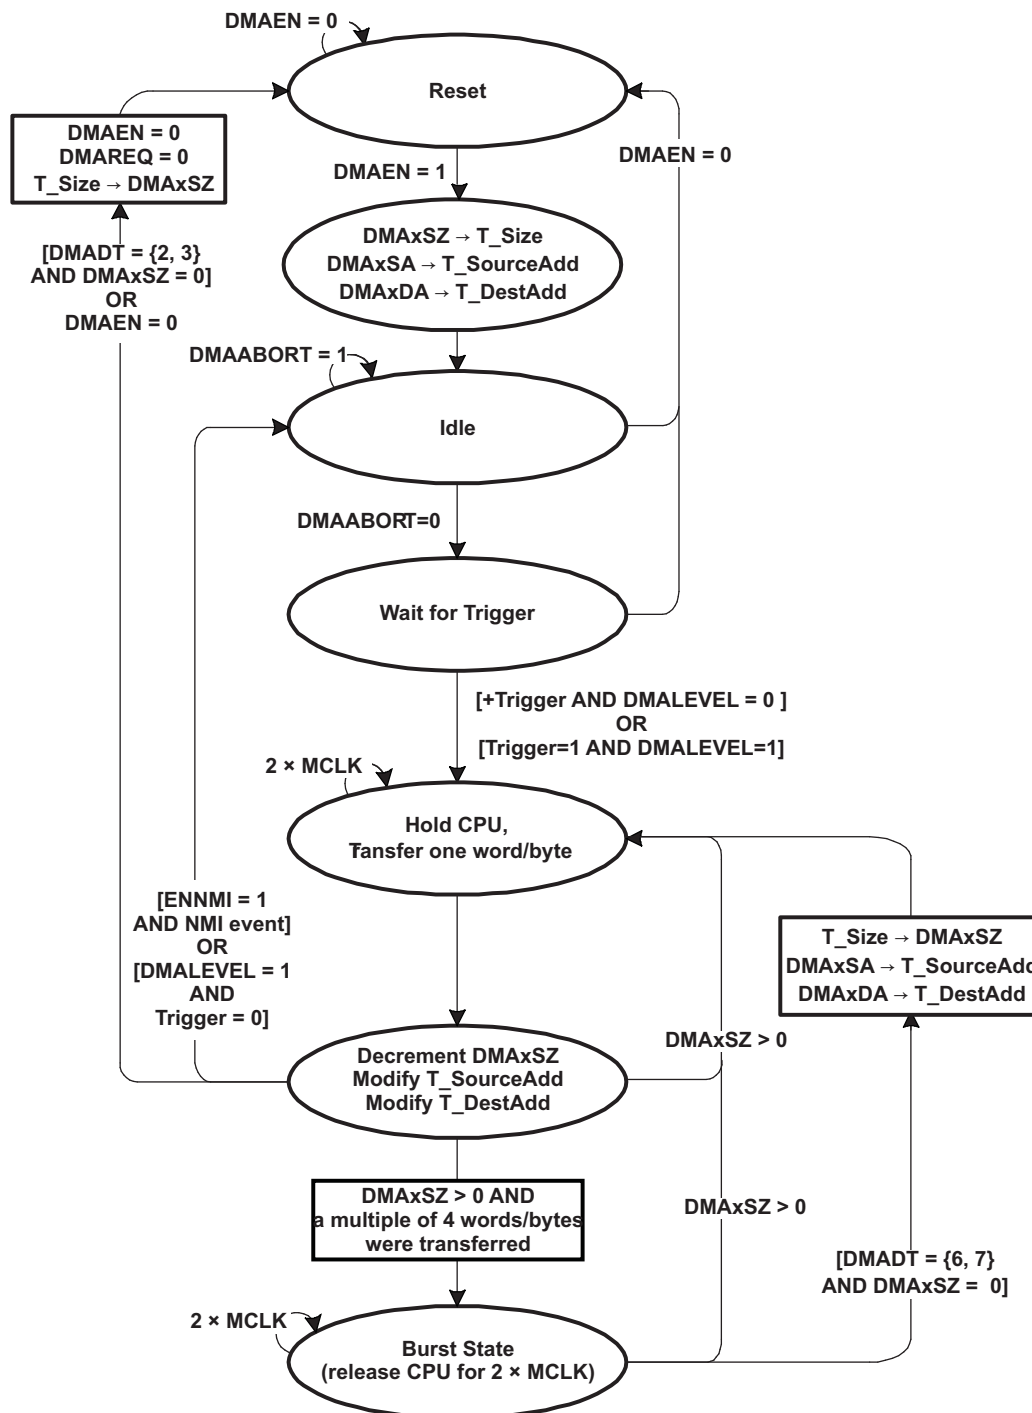 DMAEN = 0
Reset
DMAEN = 0
DMAREQ = 0
T_Size → DMAxSZ
DMAEN = 0
DMAEN = 1
[DMADT = {2, 3}
AND DMAxSZ = 0]
OR
DMAEN = 0
DMAxSZ → T_Size
DMAxSA → T_SourceAdd
DMAxDA → T_DestAdd
DMAABORT = 1
Idle
DMAABORT=0
Wait for Trigger
[+Trigger AND DMALEVEL = 0 ]
OR
[Trigger=1 AND DMALEVEL=1]
2 × MCLK
Hold CPU,
Tansfer one word/byte
[ENNMI = 1
AND NMI event]
OR
[DMALEVEL = 1
AND
Trigger = 0]
T_Size → DMAxSZ
DMAxSA → T_SourceAdd
DMAxDA → T_DestAdd
DMAxSZ > 0
Decrement DMAxSZ
Modify T_SourceAdd
Modify T_DestAdd
DMAxSZ > 0 AND
a multiple of 4 words/bytes
were transferred
DMAxSZ > 0
[DMADT = {6, 7}
AND DMAxSZ = 0]
2 × MCLK
Burst State
(release CPU for 2 × MCLK)